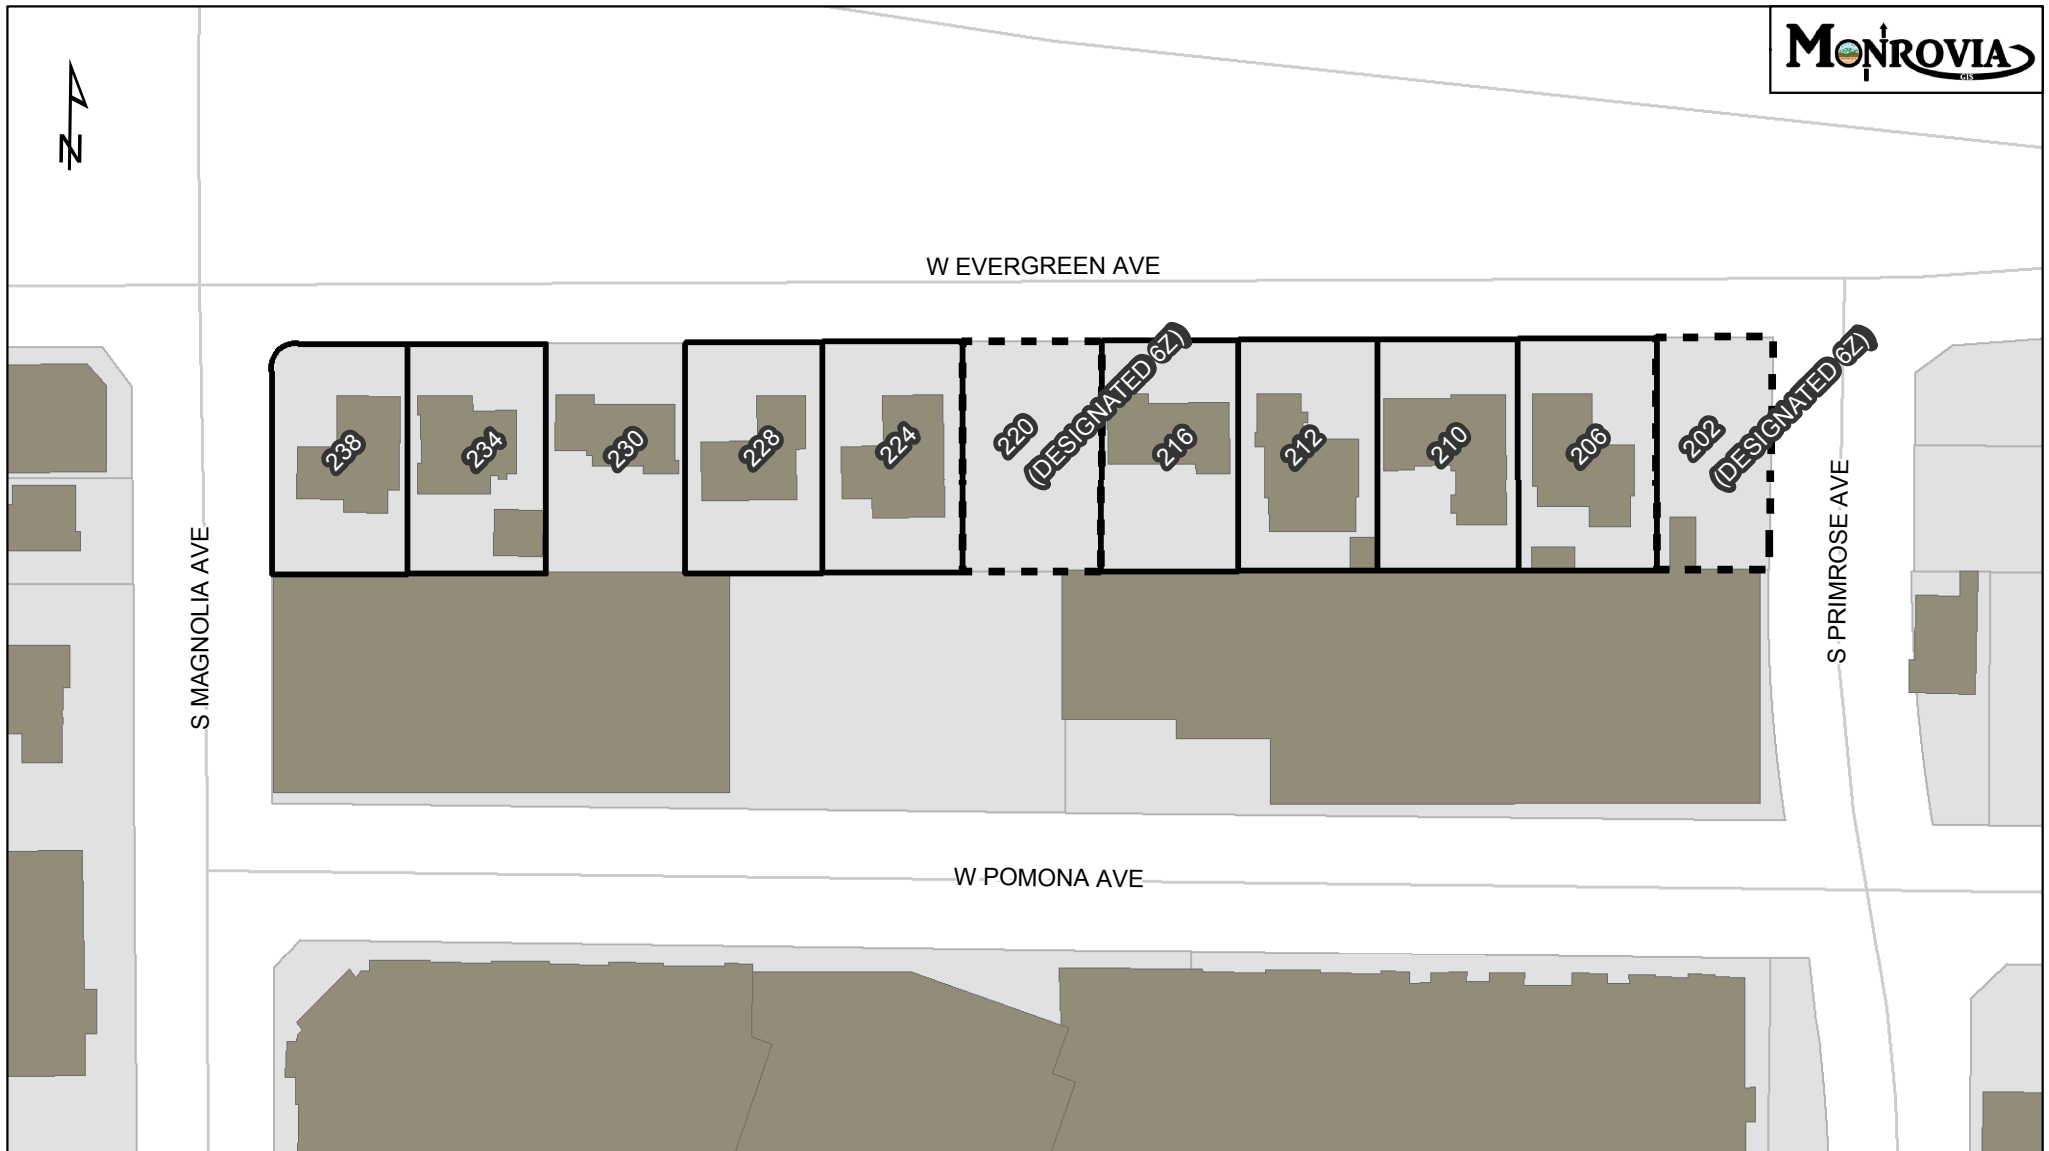 MONROVIA
GIS
N
W EVERGREEN AVE
238
234
230
228
224
220
(DESIGNATED 6Z)
216
212
210
206
202
(DESIGNATED 6Z)
S MAGNOLIA AVE
S PRIMROSE AVE
W POMONA AVE